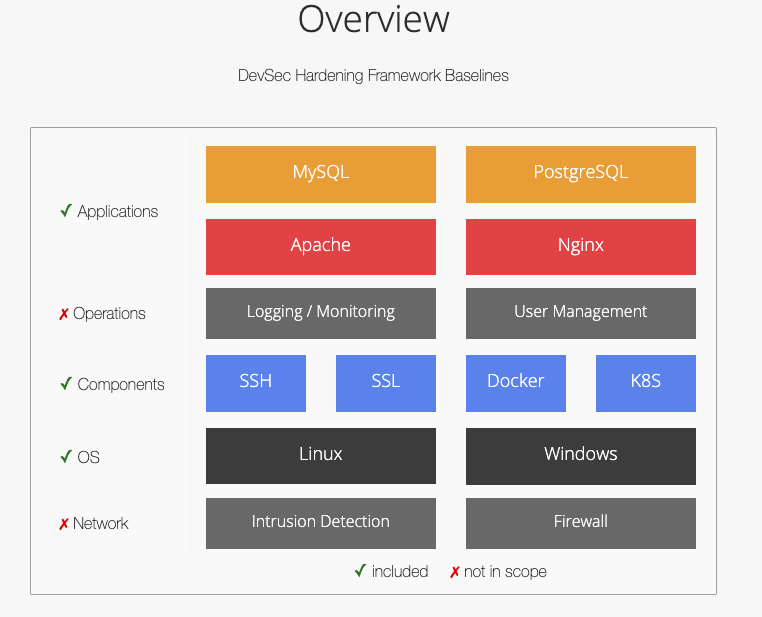 Overview
DevSec Hardening Framework Baselines
MySQL PostgreSQL
✓ Applications
Apache Nginx
✗ Operations Logging / Monitoring User Management
✓ Components SSH SSL Docker K8S
✓ OS Linux Windows
✗ Network Intrusion Detection Firewall
✓ included ✗ not in scope